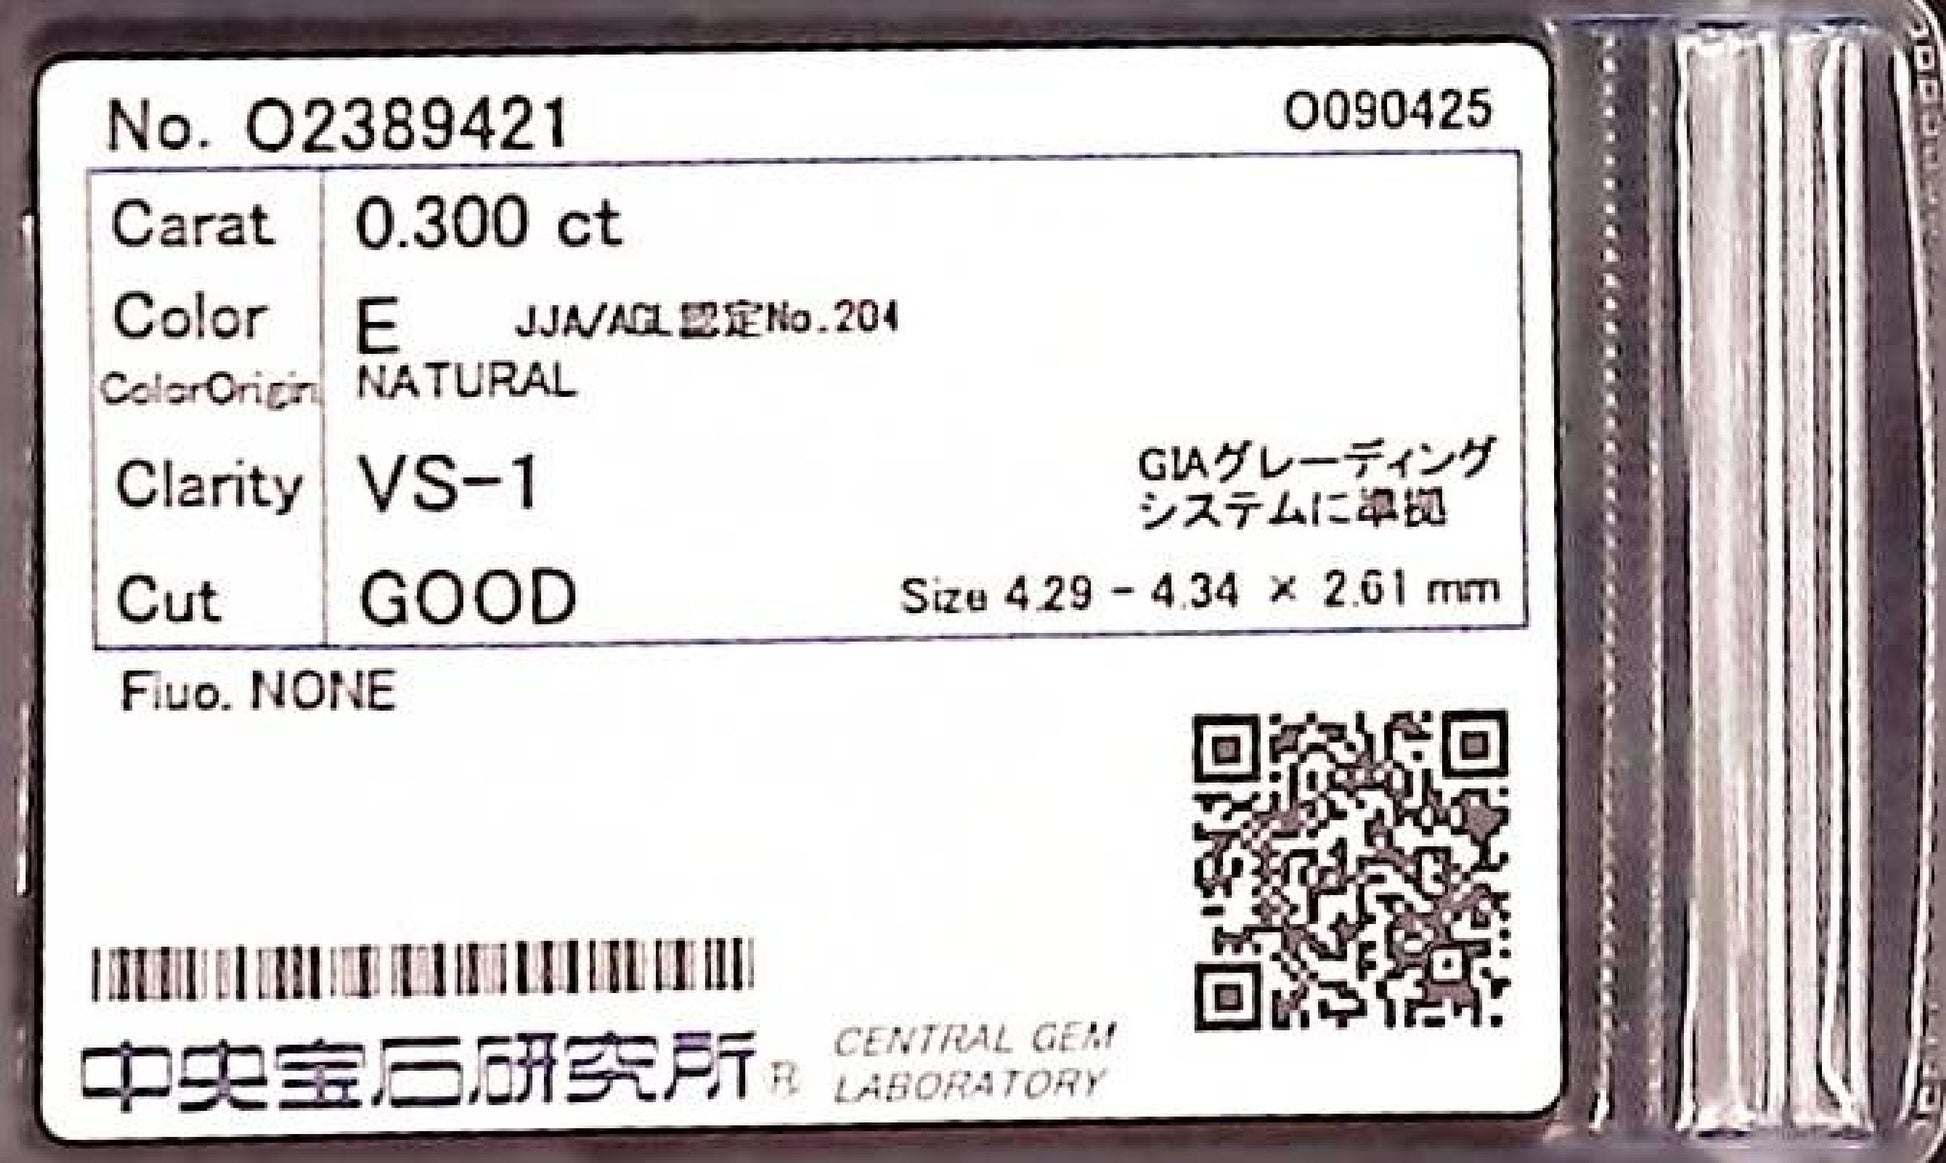 No. O2389421
O090425
Carat 0.300 ct
Color E JJA/AGL認定No.204
ColorOrigin NATURAL
Clarity VS-1
GIAグレーディング
システムに準拠
Cut GOOD Size 4.29 - 4.34 × 2.61 mm
Fluo. NONE
中央宝石研究所® CENTRAL GEM
LABORATORY